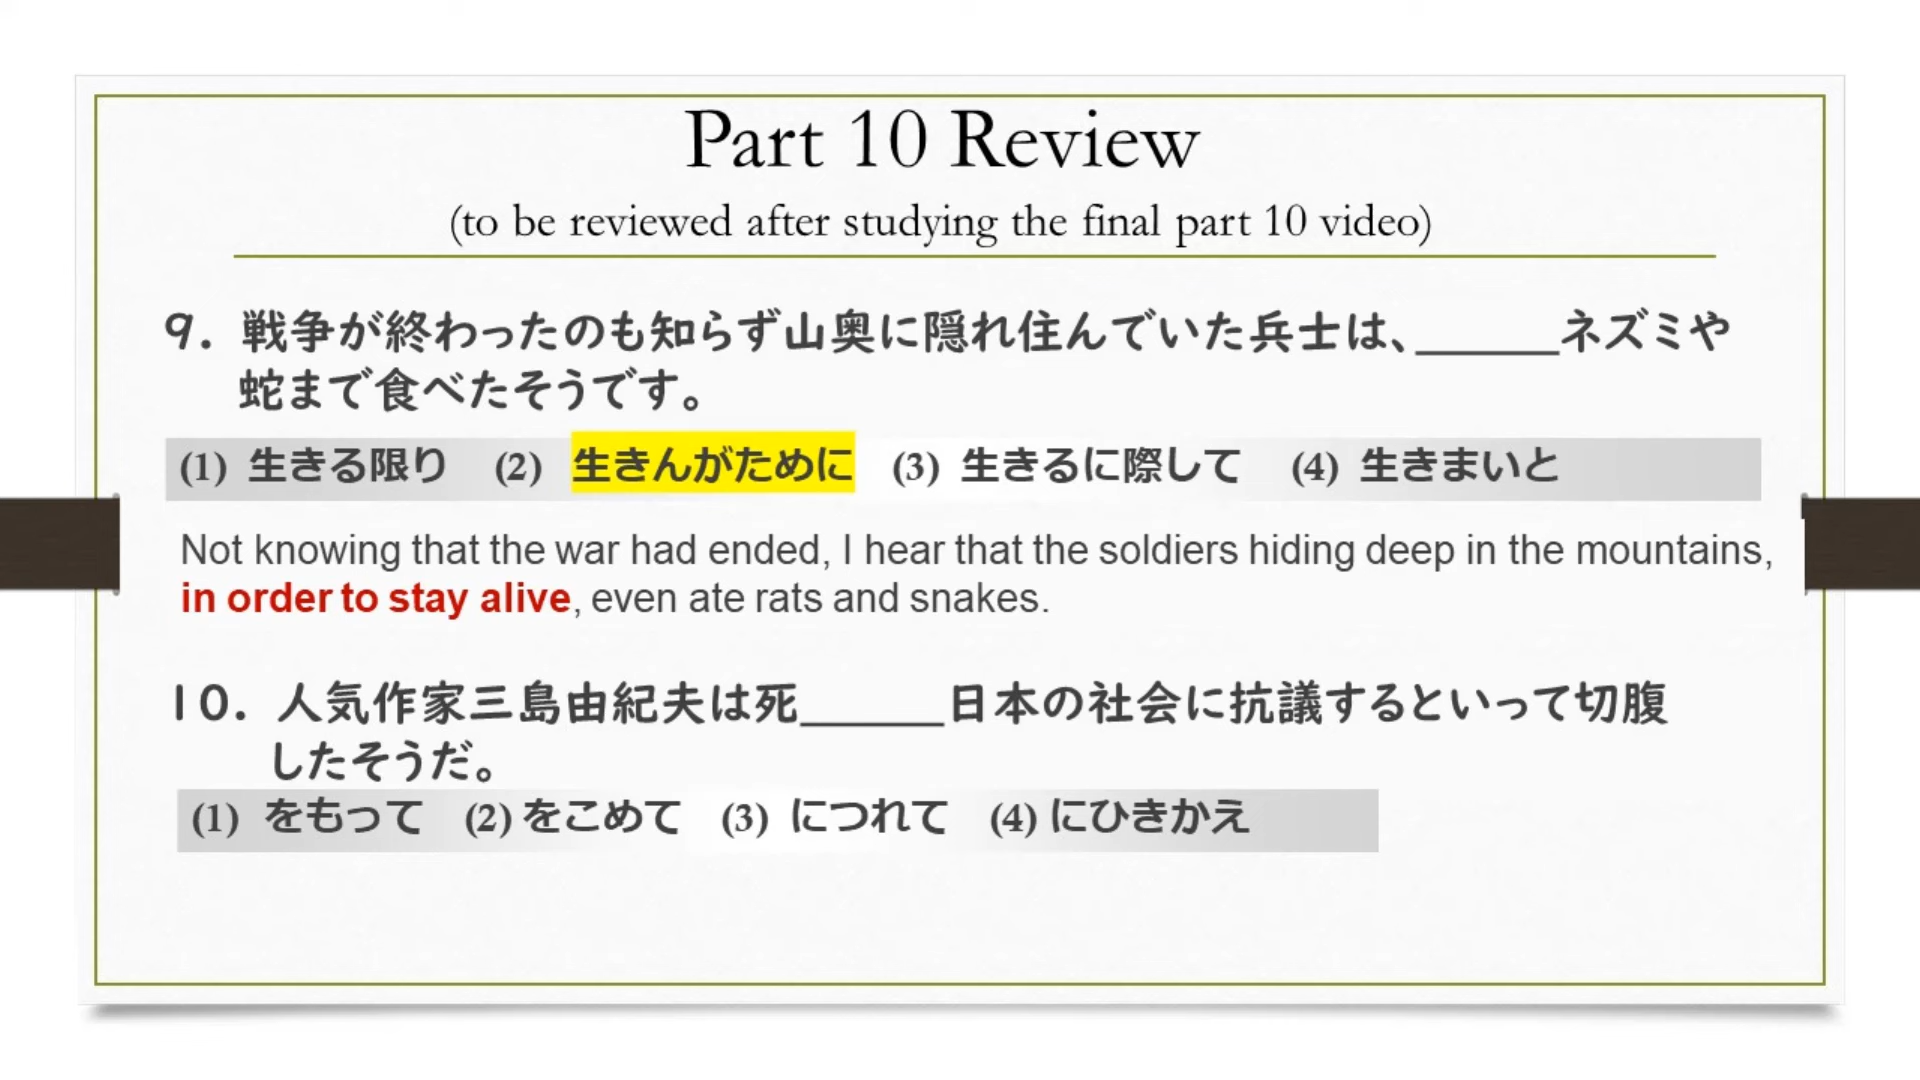 Part 10 Review
(to be reviewed after studying the final part 10 video)
9. 戦争が終わったのも知らず山奥に隠れ住んでいた兵士は、______ネズミや
蛇まで食べたそうです。
(1) 生きる限り (2) 生きんがために (3) 生きるに際して (4) 生きまいと
Not knowing that the war had ended, I hear that the soldiers hiding deep in the mountains,
in order to stay alive, even ate rats and snakes.
10. 人気作家三島由紀夫は死______日本の社会に抗議するといって切腹
したそうだ。
(1) をもって (2) をこめて (3) につれて (4) にひきかえ